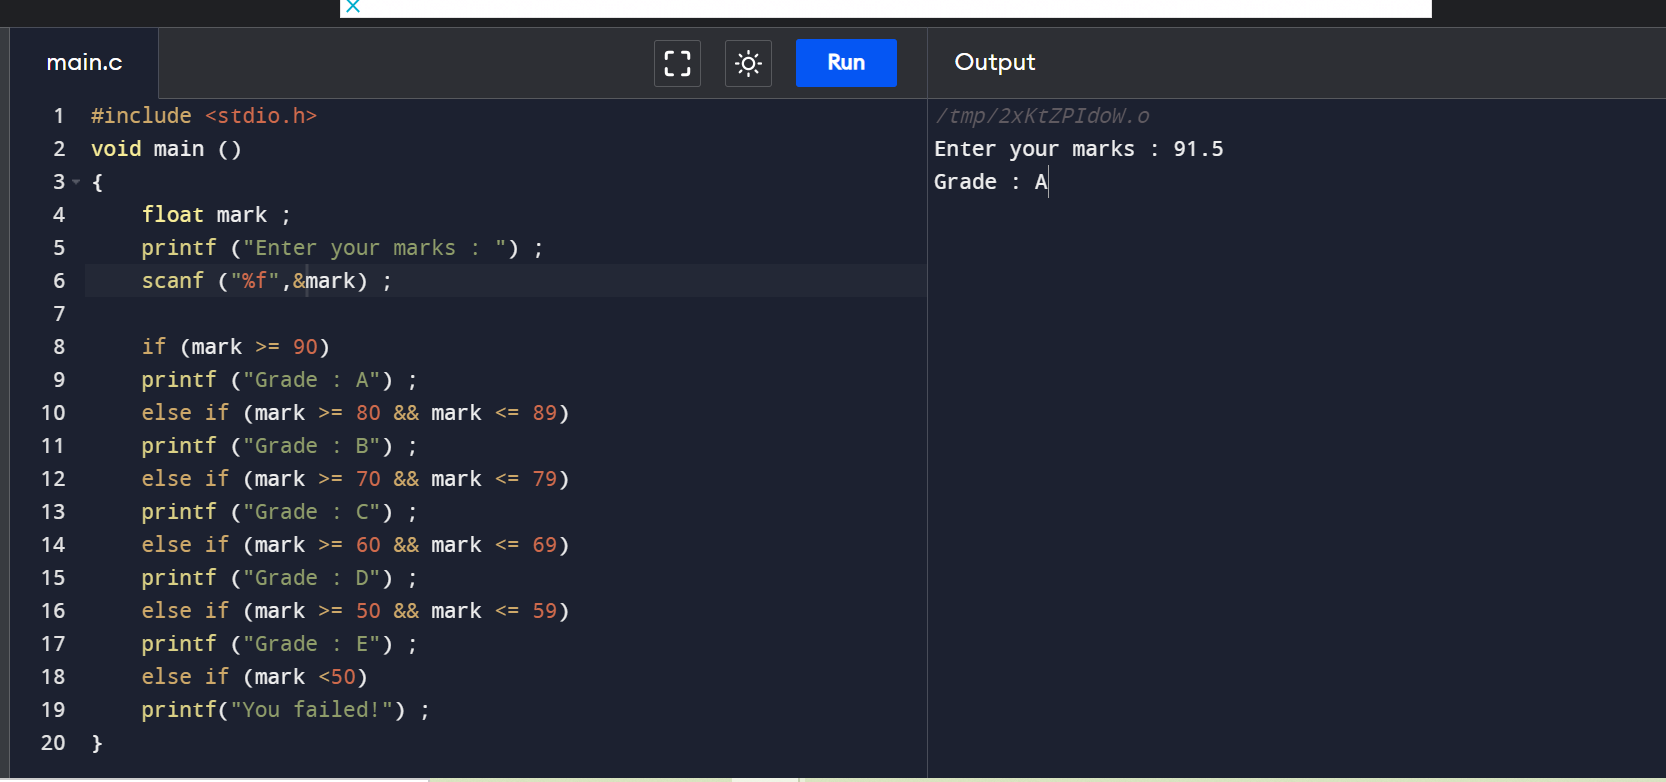 main.c
Run
Output
1 #include <stdio.h>
2 void main ()
3 {
4     float mark ;
5     printf ("Enter your marks : ") ;
6     scanf ("%f",&mark) ;
7
8     if (mark >= 90)
9     printf ("Grade : A") ;
10     else if (mark >= 80 && mark <= 89)
11     printf ("Grade : B") ;
12     else if (mark >= 70 && mark <= 79)
13     printf ("Grade : C") ;
14     else if (mark >= 60 && mark <= 69)
15     printf ("Grade : D") ;
16     else if (mark >= 50 && mark <= 59)
17     printf ("Grade : E") ;
18     else if (mark <50)
19     printf("You failed!") ;
20 }
/tmp/2xKtZPIdoW.o
Enter your marks : 91.5
Grade : A